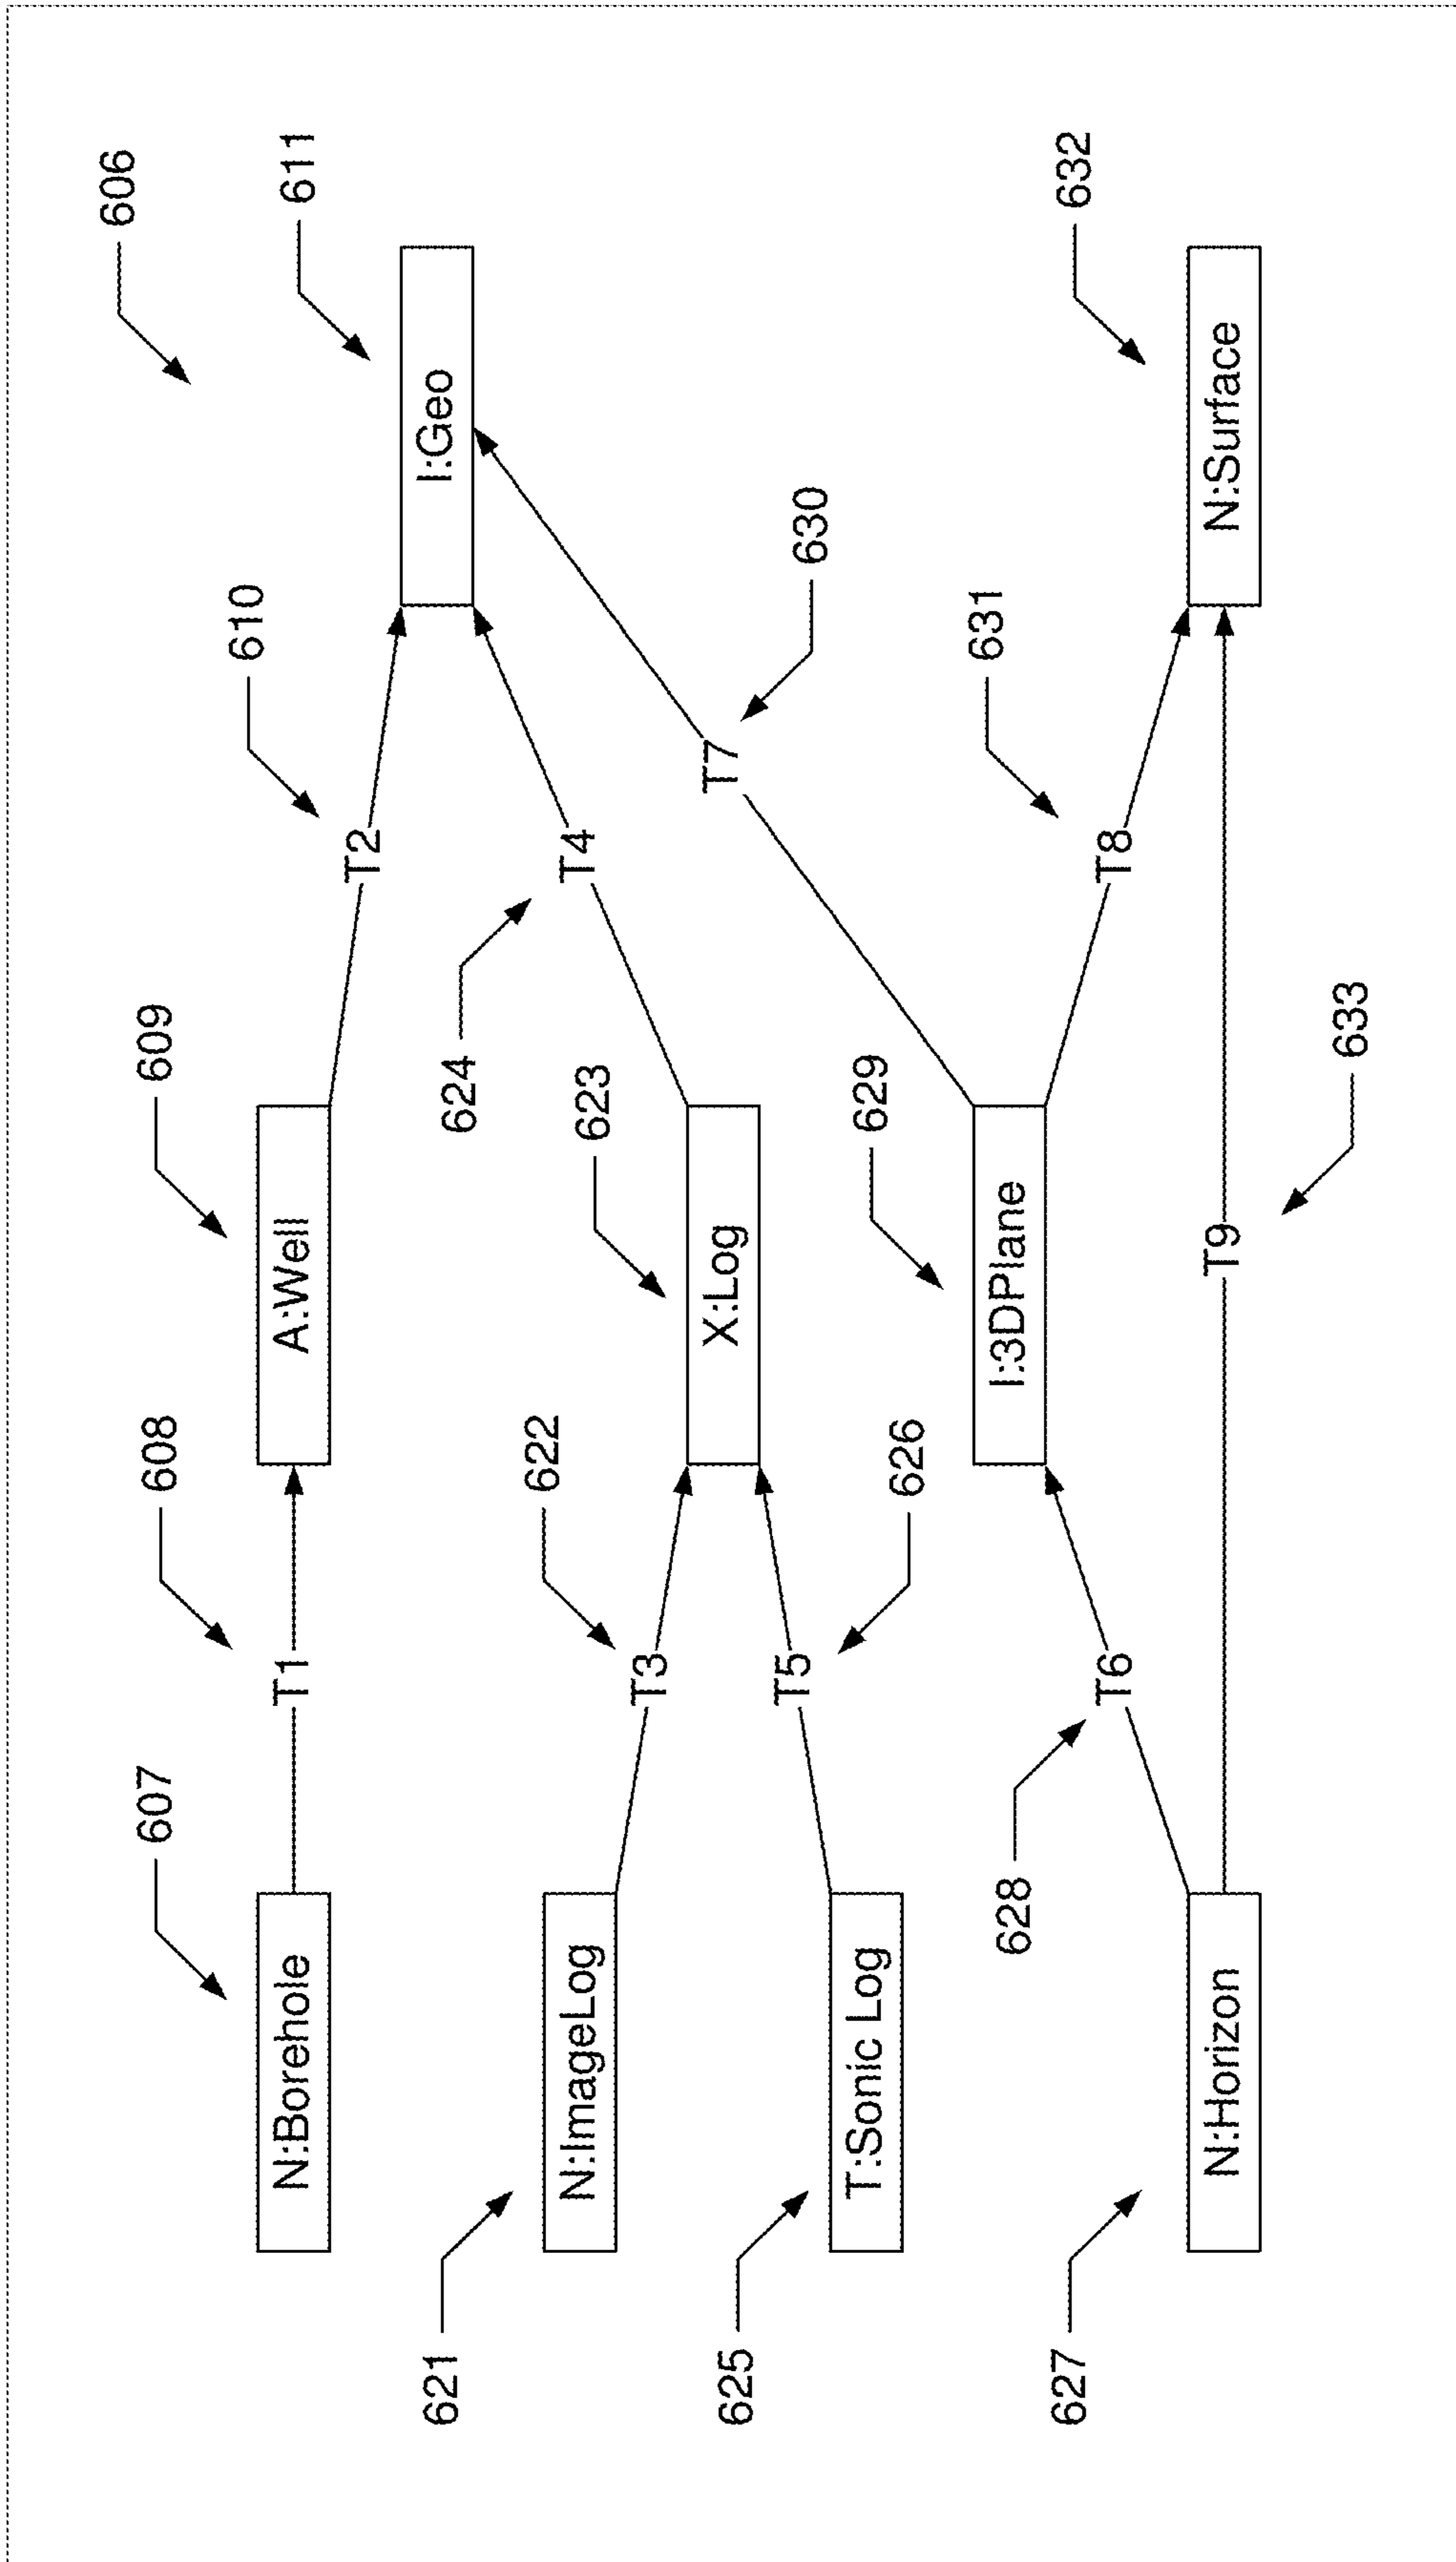 606
607
608
609
610
611
N:Borehole
T1
A:Well
T2
I:Geo
621
622
623
624
N:ImageLog
T3
X:Log
T4
625
626
T:Sonic Log
T5
630
T7
627
628
629
631
632
N:Horizon
T6
I:3DPlane
T8
N:Surface
T9
633